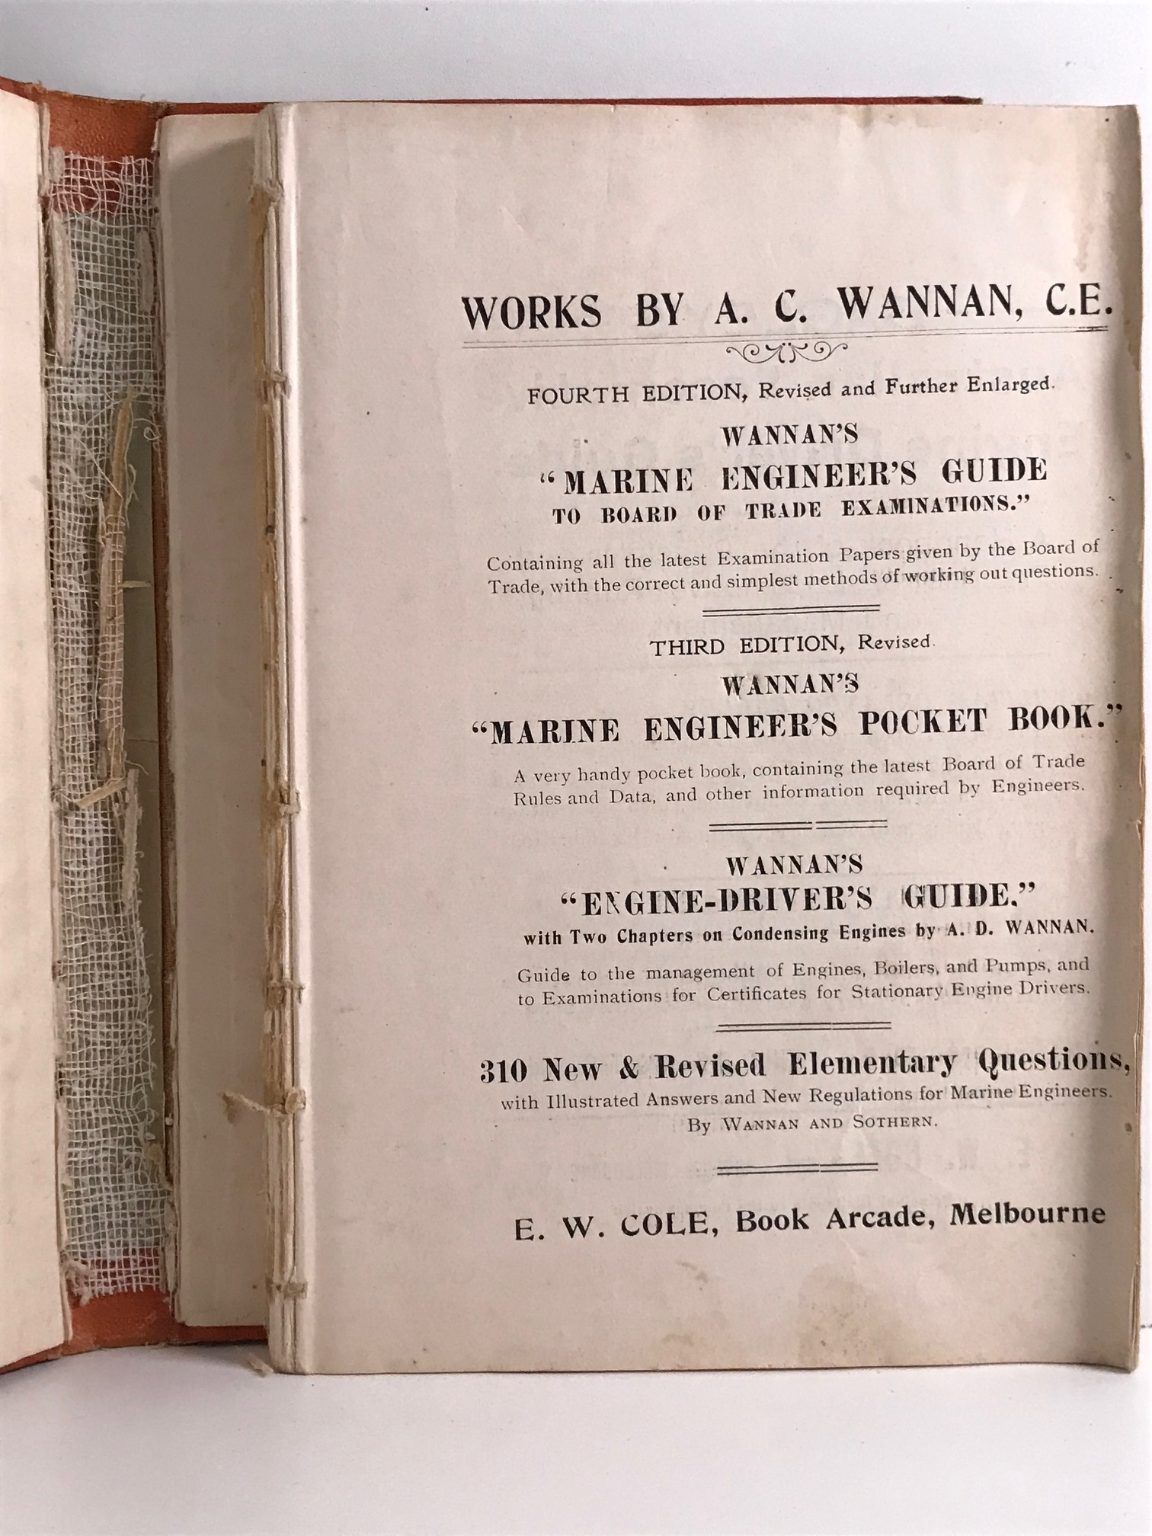 WORKS BY A. C. WANNAN, C.E.
FOURTH EDITION, Revised and Further Enlarged.
WANNAN'S
"MARINE ENGINEER'S GUIDE
TO BOARD OF TRADE EXAMINATIONS."
Containing all the latest Examination Papers given by the Board of
Trade, with the correct and simplest methods of working out questions.
THIRD EDITION, Revised.
WANNAN'S
"MARINE ENGINEER'S POCKET BOOK."
A very handy pocket book, containing the latest Board of Trade
Rules and Data, and other information required by Engineers.
WANNAN'S
"ENGINE-DRIVER'S GUIDE."
with Two Chapters on Condensing Engines by A. D. WANNAN.
Guide to the management of Engines, Boilers, and Pumps, and
to Examinations for Certificates for Stationary Engine Drivers.
310 New & Revised Elementary Questions,
with Illustrated Answers and New Regulations for Marine Engineers.
By WANNAN AND SOTHERN.
E. W. COLE, Book Arcade, Melbourne